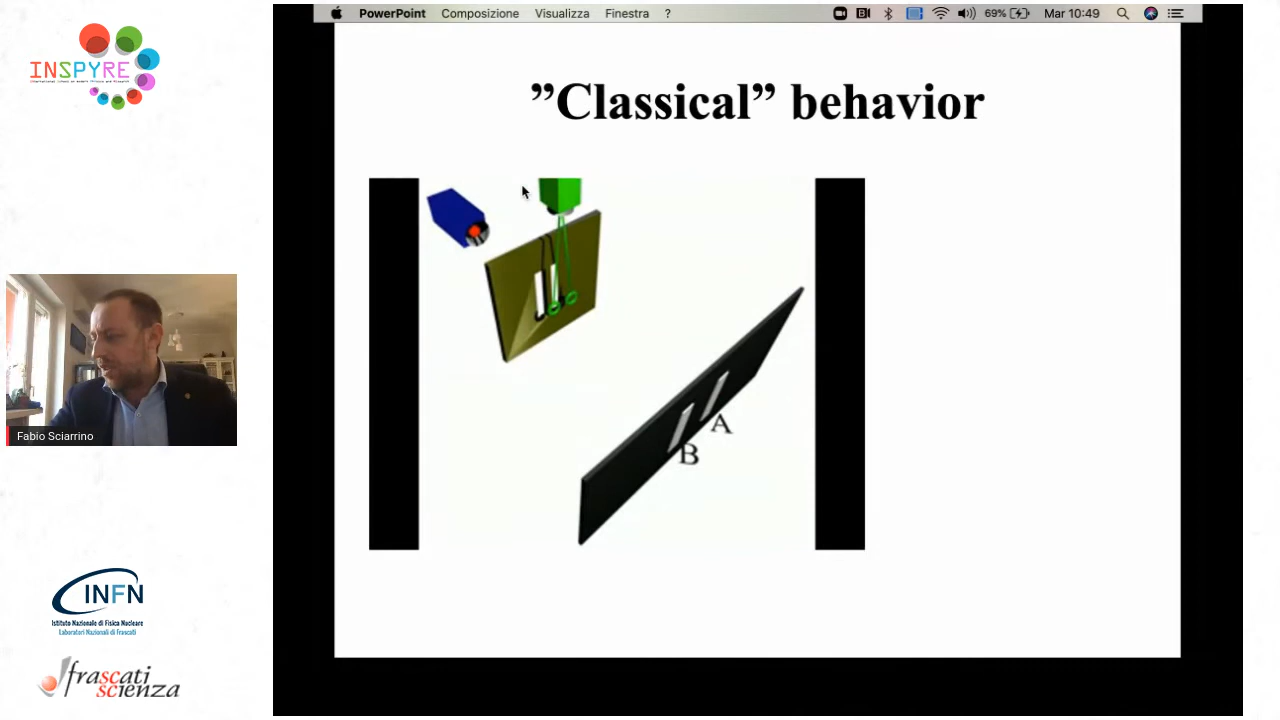 PowerPoint Composizione Visualizza Finestra ? 69% Mar 10:49
INSPYRE
”Classical” behavior
A
B
Fabio Sciarrino
INFN
Istituto Nazionale di Fisica Nucleare
Laboratori Nazionali di Frascati
frascati
scienza